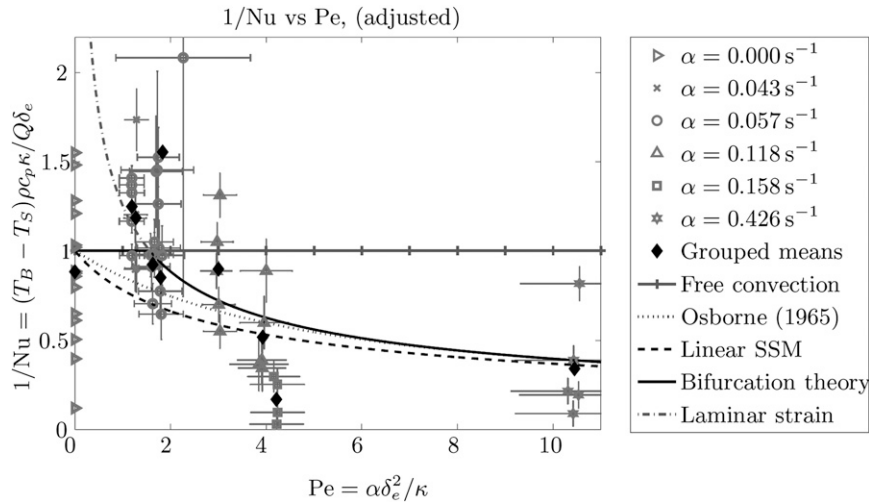 1/Nu vs Pe, (adjusted)
1/Nu = (T_B − T_S)ρc_pκ/Qδ_e
2
1.5
1
0.5
0
0
2
4
6
8
10
Pe = αδ_e^2/κ
α = 0.000 s^−1
α = 0.043 s^−1
α = 0.057 s^−1
α = 0.118 s^−1
α = 0.158 s^−1
α = 0.426 s^−1
Grouped means
Free convection
Osborne (1965)
Linear SSM
Bifurcation theory
Laminar strain